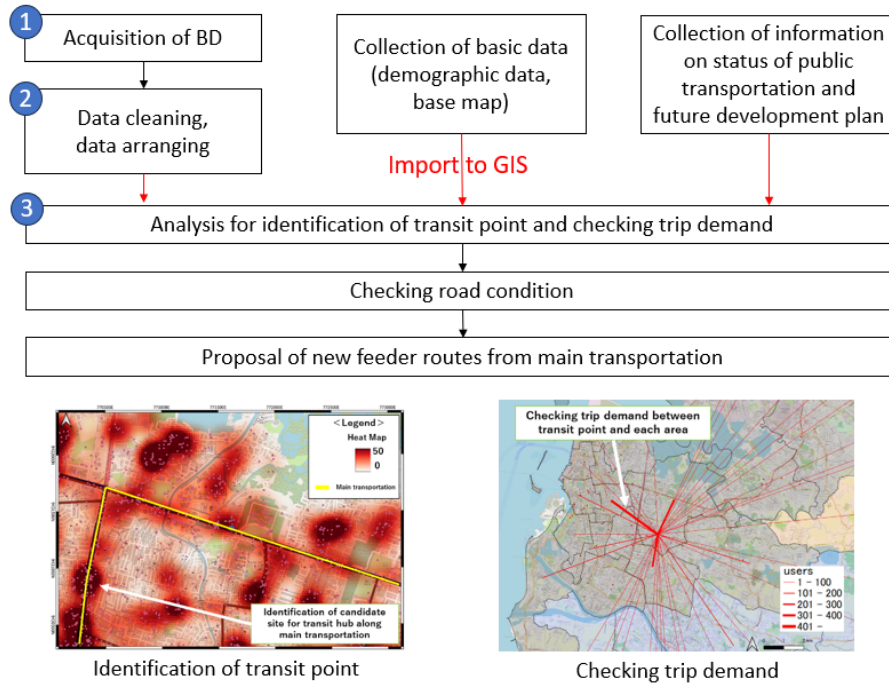 1
Acquisition of BD
2
Data cleaning,
data arranging
Collection of basic data
(demographic data,
base map)
Collection of information
on status of public
transportation and
future development plan
Import to GIS
3
Analysis for identification of transit point and checking trip demand
Checking road condition
Proposal of new feeder routes from main transportation
<Legend>
Heat Map
50
0
Main transportation
Identification of candidate
site for transit hub along
main transportation
Identification of transit point
Checking trip demand between
transit point and each area
users
1 - 100
101 - 200
201 - 300
301 - 400
401 -
Checking trip demand